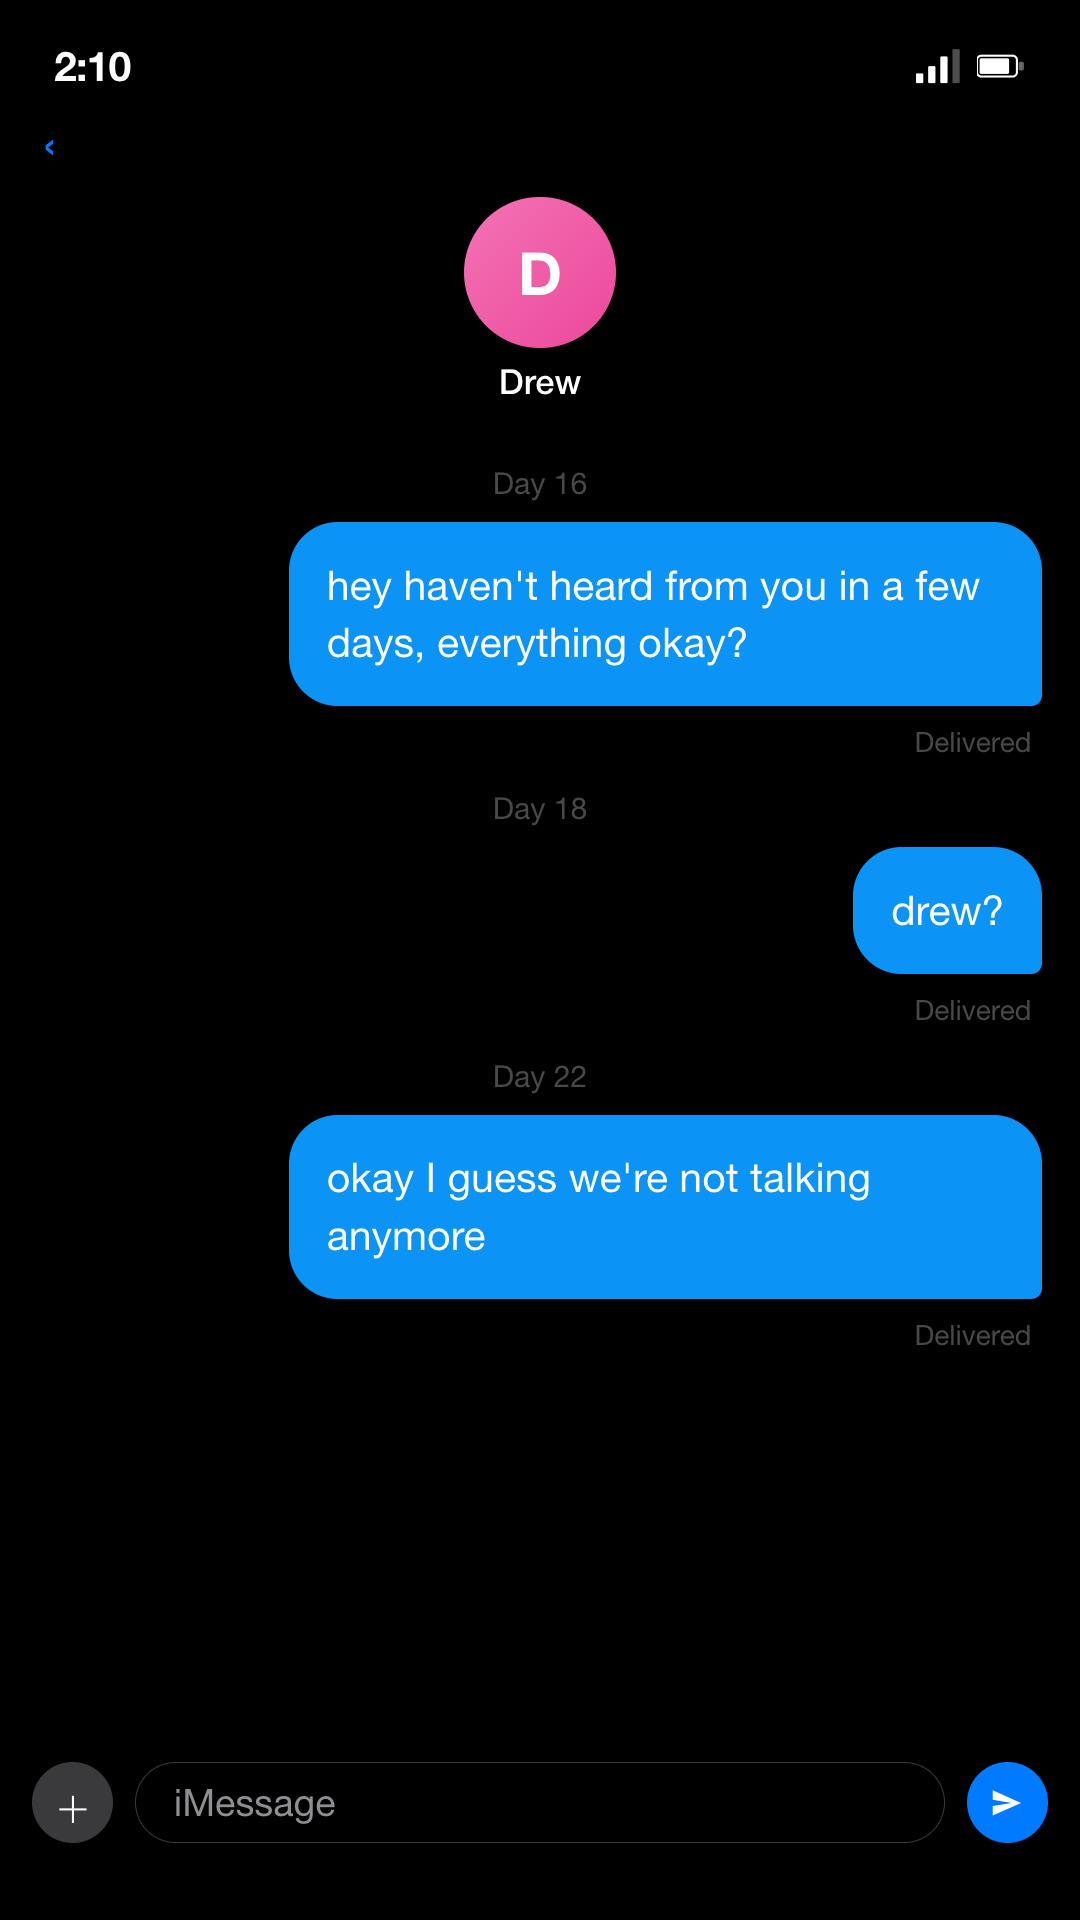 2:10
‹
D
Drew
Day 16
hey haven't heard from you in a few
days, everything okay?
Delivered
Day 18
drew?
Delivered
Day 22
okay I guess we're not talking
anymore
Delivered
+
iMessage